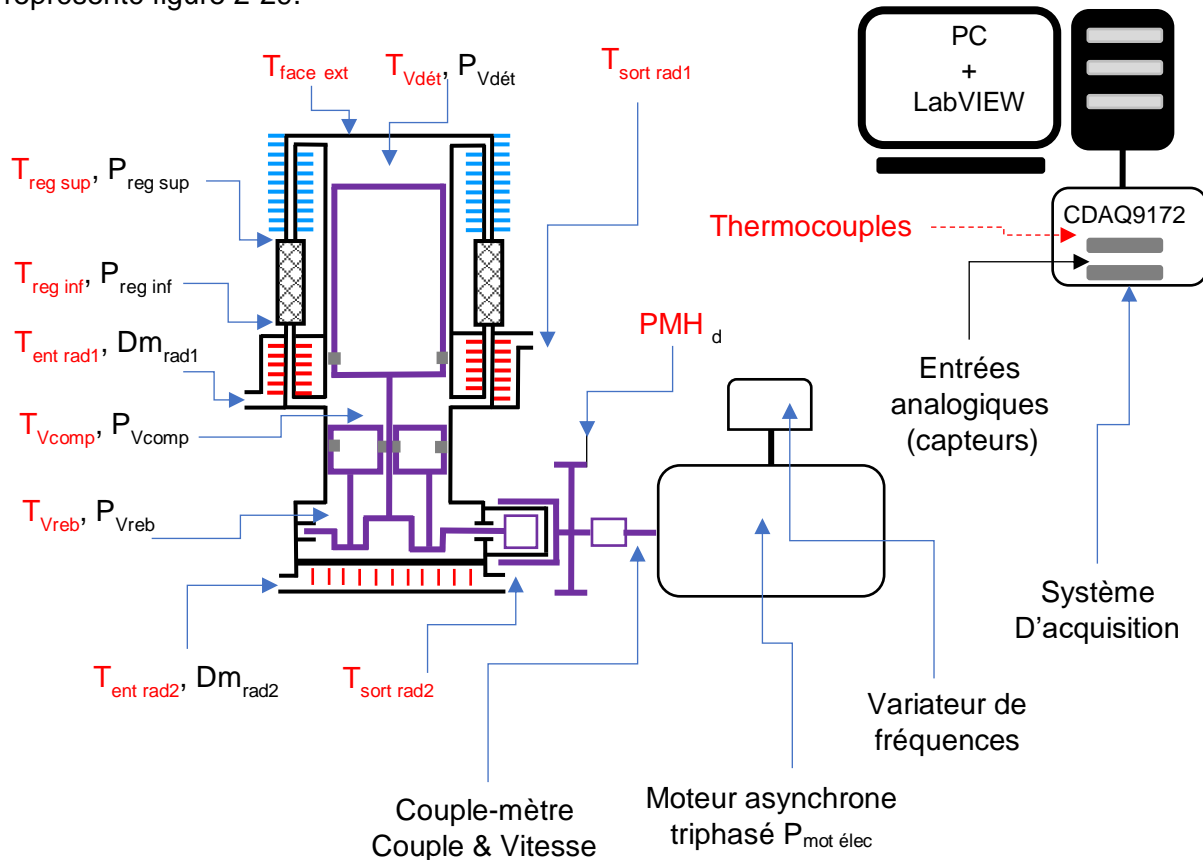 représenté figure 2-29.
PC
+
LabVIEW
T face ext
T Vdét, P Vdét
T sort rad1
T reg sup, P reg sup
CDAQ9172
Thermocouples
T reg inf, P reg inf
T ent rad1, Dm rad1
PMH d
Entrées
analogiques
(capteurs)
T Vcomp, P Vcomp
T Vreb, P Vreb
Système
D’acquisition
T ent rad2, Dm rad2
T sort rad2
Variateur de
fréquences
Couple-mètre
Couple & Vitesse
Moteur asynchrone
triphasé P mot élec